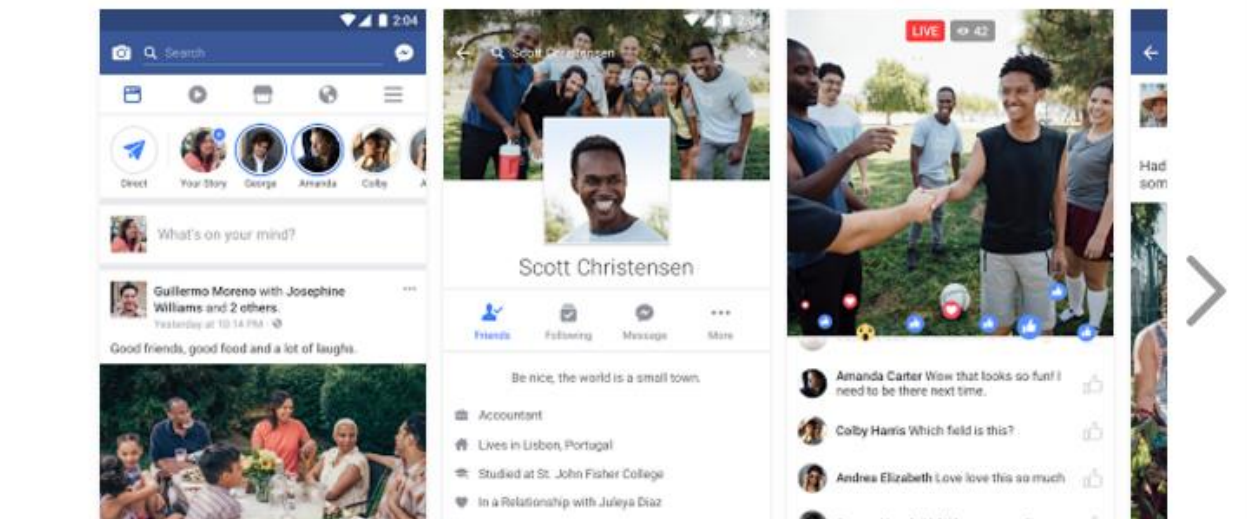 2:04
Search
Direct
Your Story
George
Amanda
Colby
What's on your mind?
Guillermo Moreno with Josephine
Williams and 2 others.
Yesterday at 10:14 PM
Good friends, good food and a lot of laughs.
Scott Christensen
Scott Christensen
Friends
Following
Message
More
Be nice, the world is a small town.
Accountant
Lives in Lisbon, Portugal
Studied at St. John Fisher College
In a Relationship with Juleya Diaz
LIVE
42
Amanda Carter Wow that looks so fun! I
need to be there next time.
Colby Harris Which field is this?
Andrea Elizabeth Love love this so much
Had
som